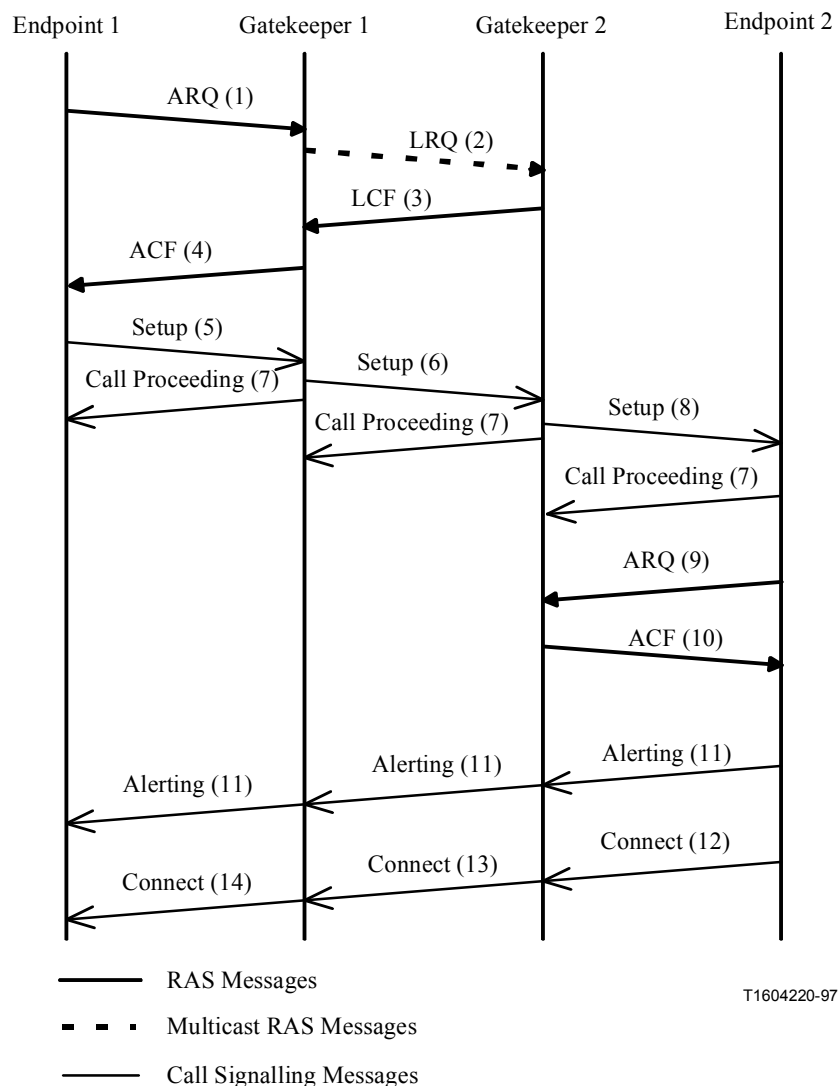 Endpoint 1 Gatekeeper 1 Gatekeeper 2 Endpoint 2
ARQ (1)
LRQ (2)
LCF (3)
ACF (4)
Setup (5)
Setup (6)
Call Proceeding (7)
Setup (8)
Call Proceeding (7)
Call Proceeding (7)
ARQ (9)
ACF (10)
Alerting (11)
Alerting (11)
Alerting (11)
Connect (12)
Connect (13)
Connect (14)
RAS Messages
T1604220-97
Multicast RAS Messages
Call Signalling Messages